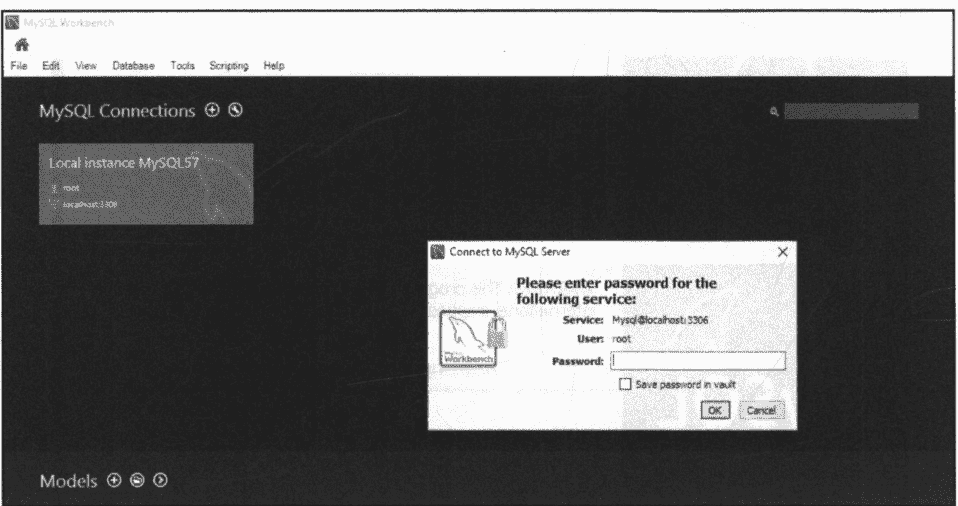 MySQL Workbench
File Edit View Database Tools Scripting Help
MySQL Connections
Local instance MySQL57
root
localhost:3306
Connect to MySQL Server
Please enter password for the
following service:
Service: Mysql@localhost:3306
User: root
Password:
Save password in vault
OK Cancel
Workbench
Models